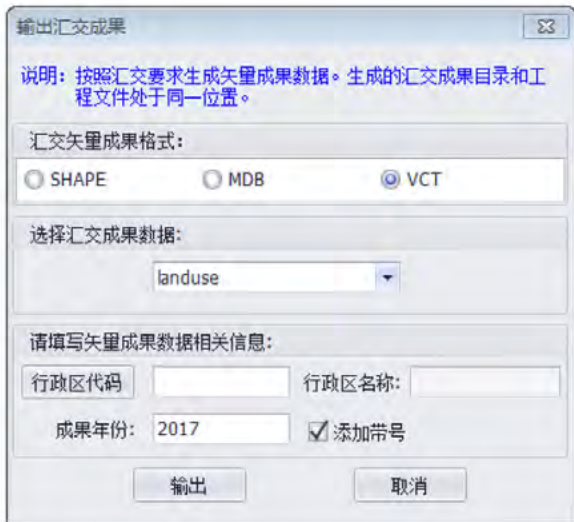 输出汇交成果
说明：按照汇交要求生成矢量成果数据。生成的汇交成果目录和工
程文件处于同一位置。
汇交矢量成果格式：
SHAPE MDB VCT
选择汇交成果数据：
landuse
请填写矢量成果数据相关信息：
行政区代码 行政区名称：
成果年份： 2017 添加带号
输出 取消